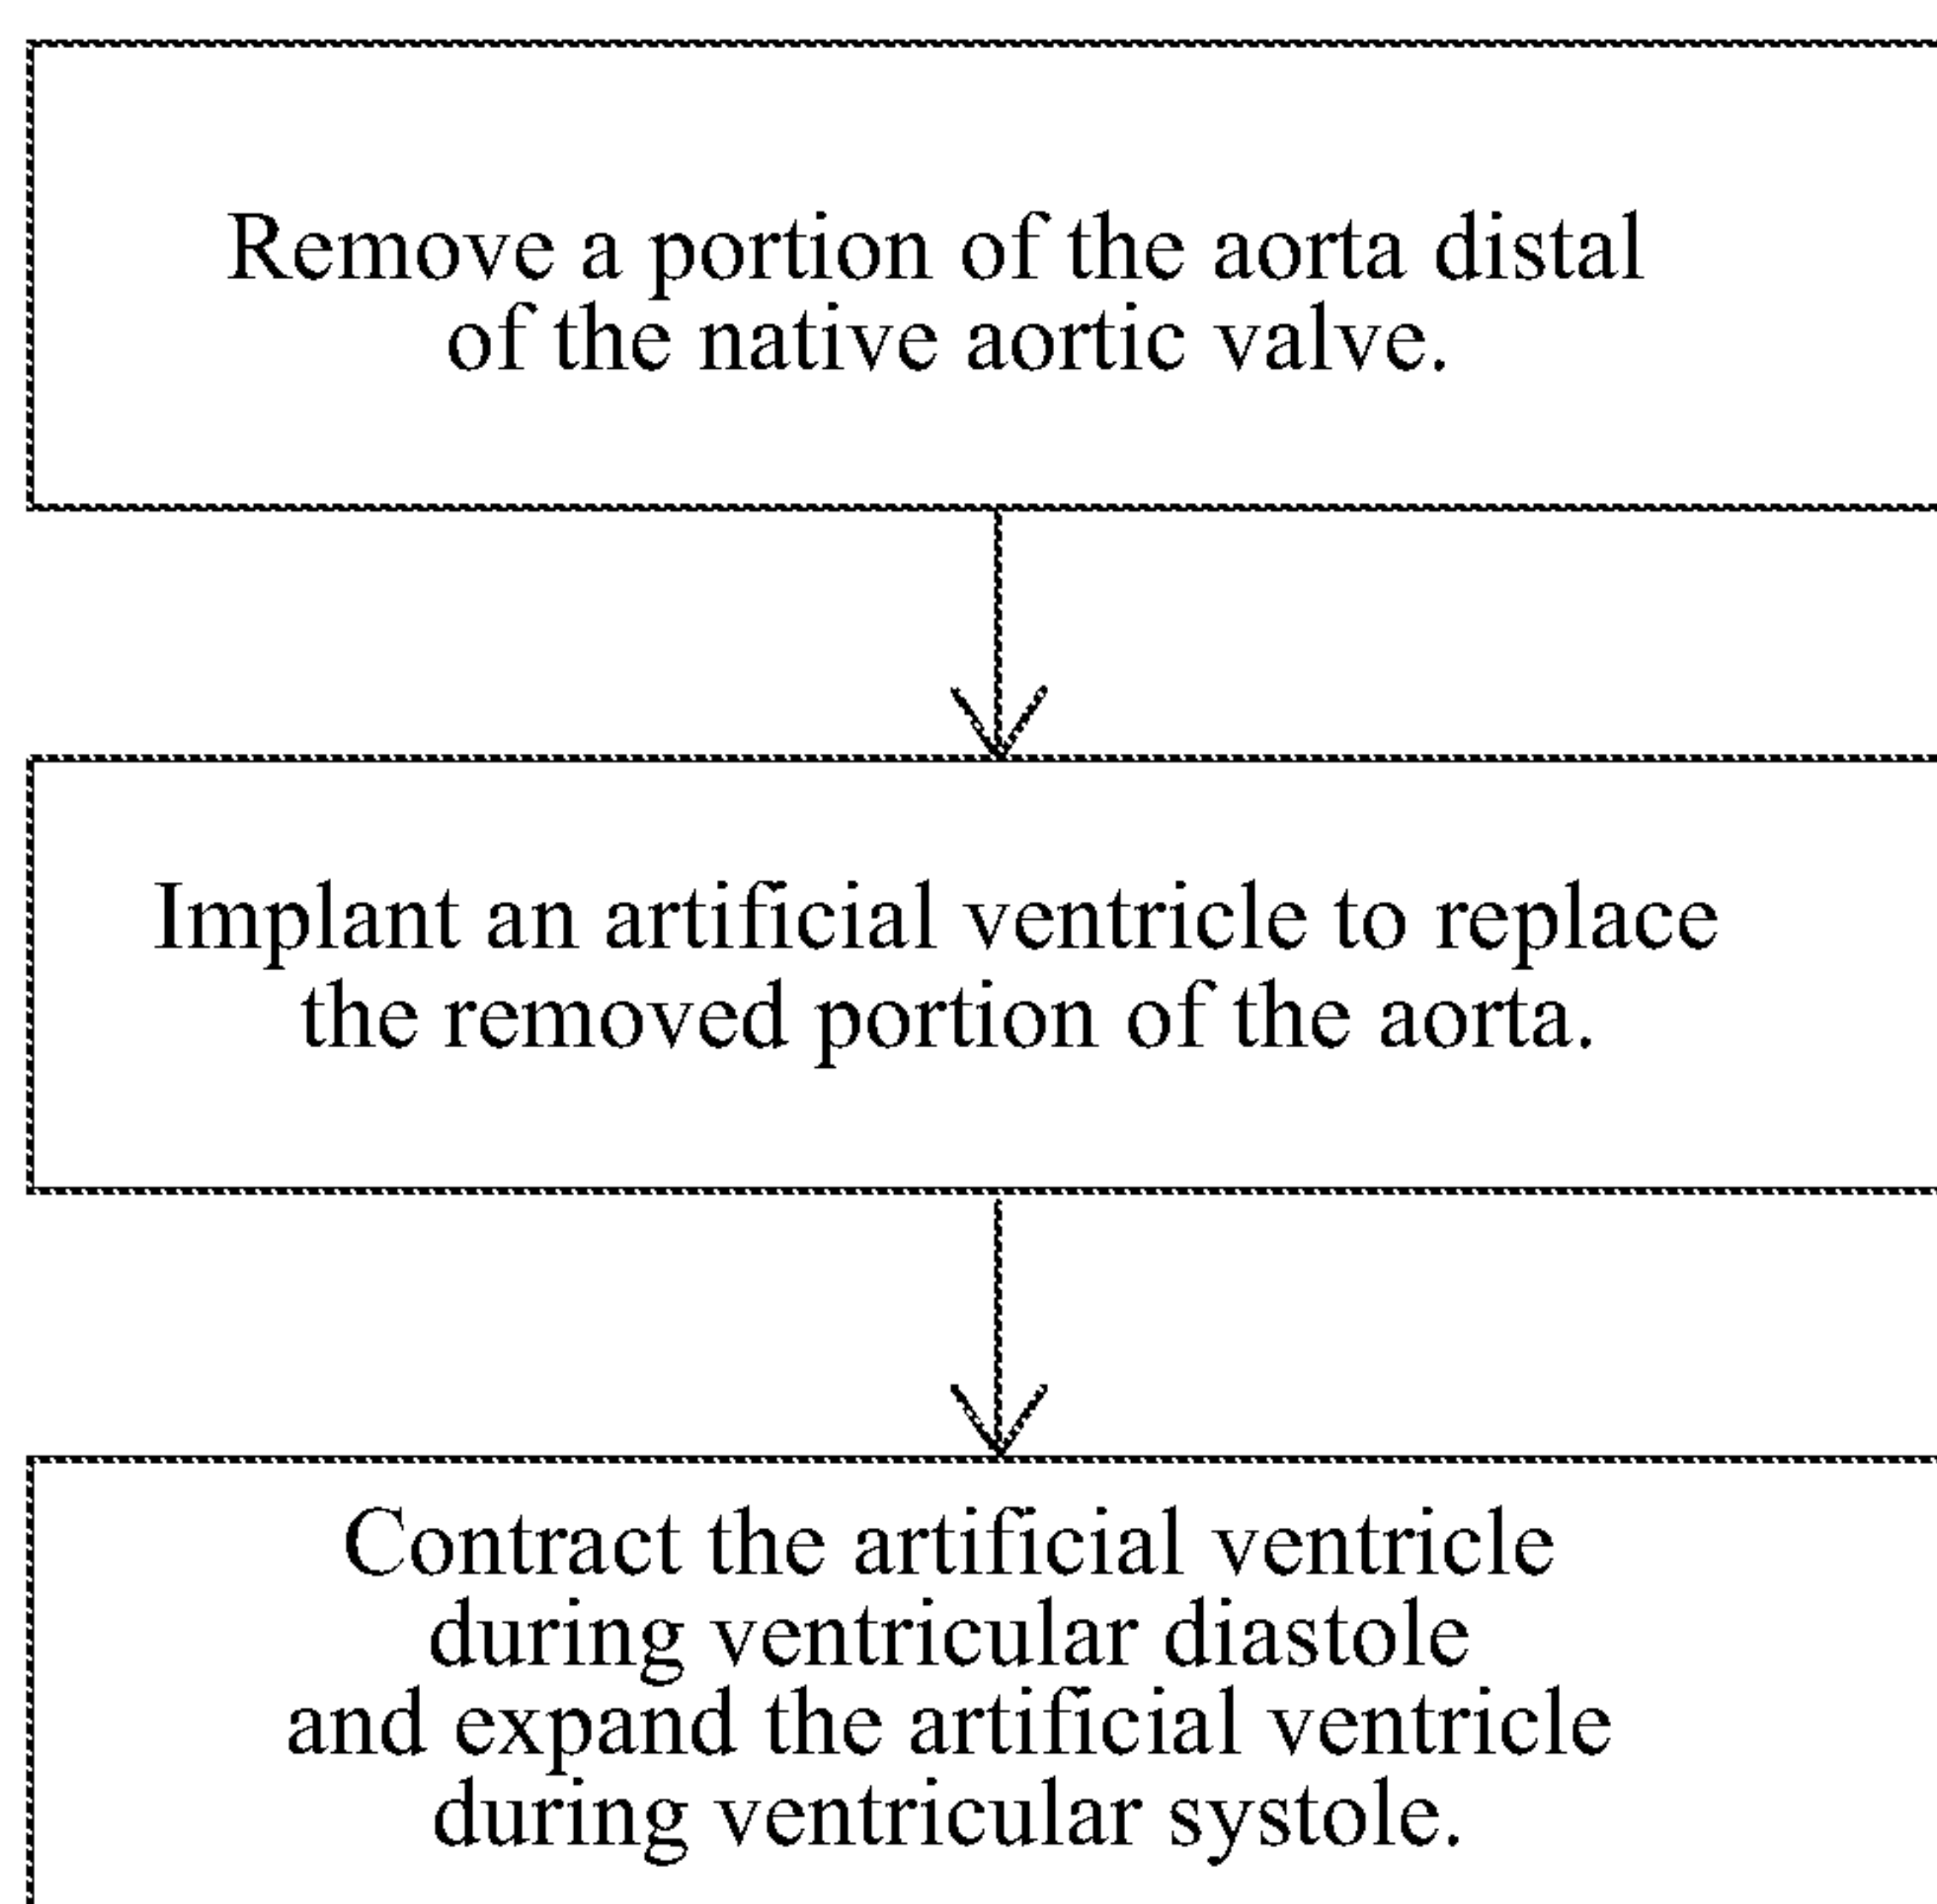 Remove a portion of the aorta distal
of the native aortic valve.
Implant an artificial ventricle to replace
the removed portion of the aorta.
Contract the artificial ventricle
during ventricular diastole
and expand the artificial ventricle
during ventricular systole.